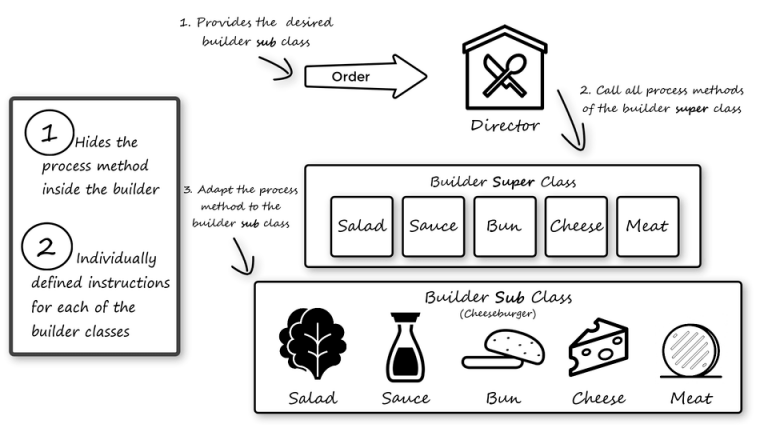 1. Provides the desired
builder sub class
Order
Director
2. Call all process methods
of the builder super class
1 Hides the
process method
inside the builder
2 Individually
defined instructions
for each of the
builder classes
3. Adapt the process
method to the
builder sub class
Builder Super Class
Salad Sauce Bun Cheese Meat
Builder Sub Class
(Cheeseburger)
Salad Sauce Bun Cheese Meat